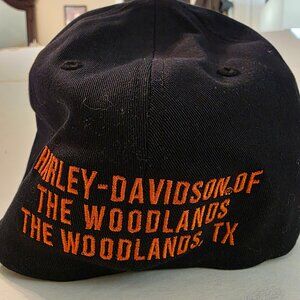 HARLEY-DAVIDSON® OF
THE WOODLANDS
THE WOODLANDS, TX